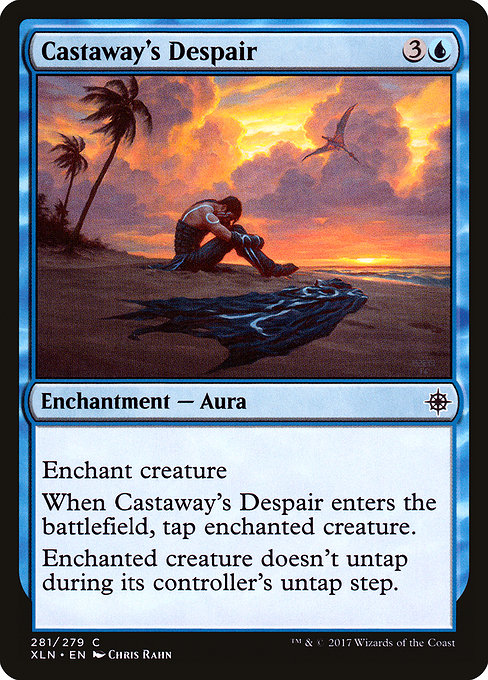 Castaway's Despair 3
Enchantment — Aura
Enchant creature
When Castaway's Despair enters the
battlefield, tap enchanted creature.
Enchanted creature doesn't untap
during its controller's untap step.
281/279 C
XLN • EN Chris Rahn
™ & © 2017 Wizards of the Coast